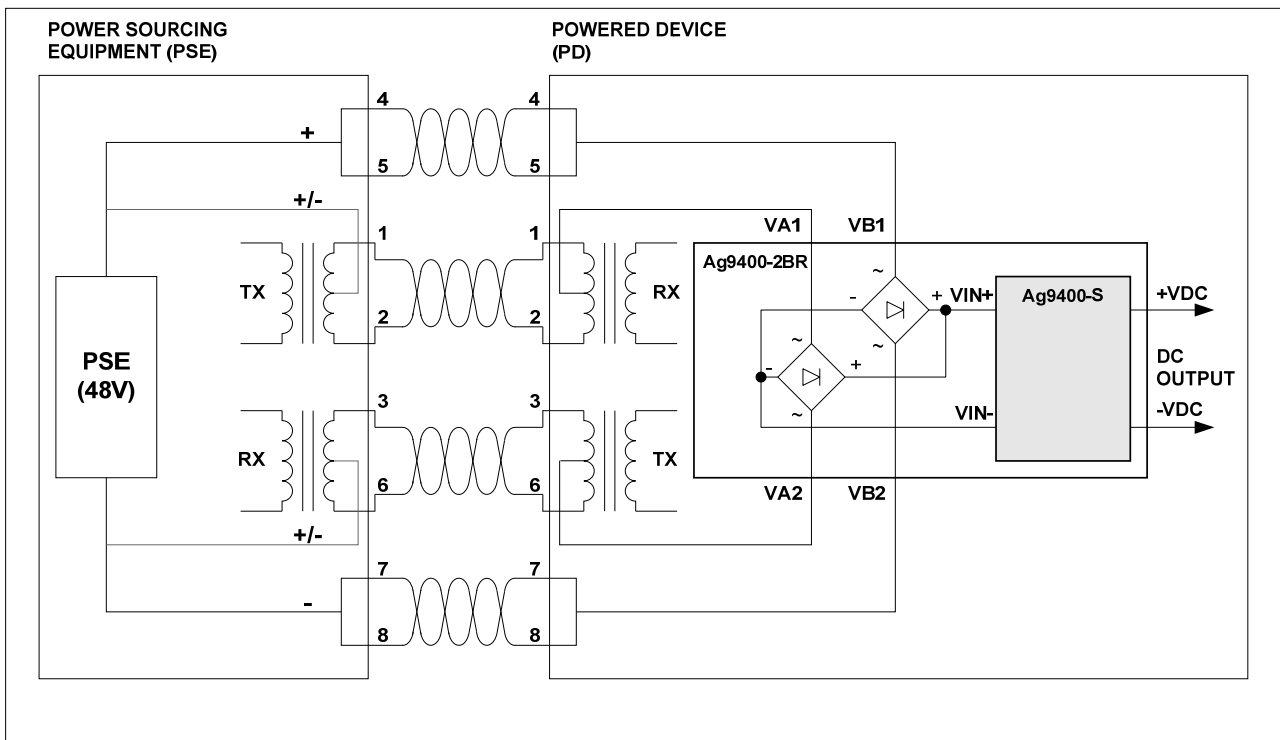 POWER SOURCING
EQUIPMENT (PSE)
POWERED DEVICE
(PD)
4
4
+
5
5
+/-
1
1
VA1
VB1
TX
RX
Ag9400-2BR
~
-
+
VIN+
Ag9400-S
+VDC
2
2
~
~
PSE
(48V)
-
+
DC
OUTPUT
3
3
~
VIN-
-VDC
RX
TX
6
6
VA2
VB2
+/-
7
7
-
8
8